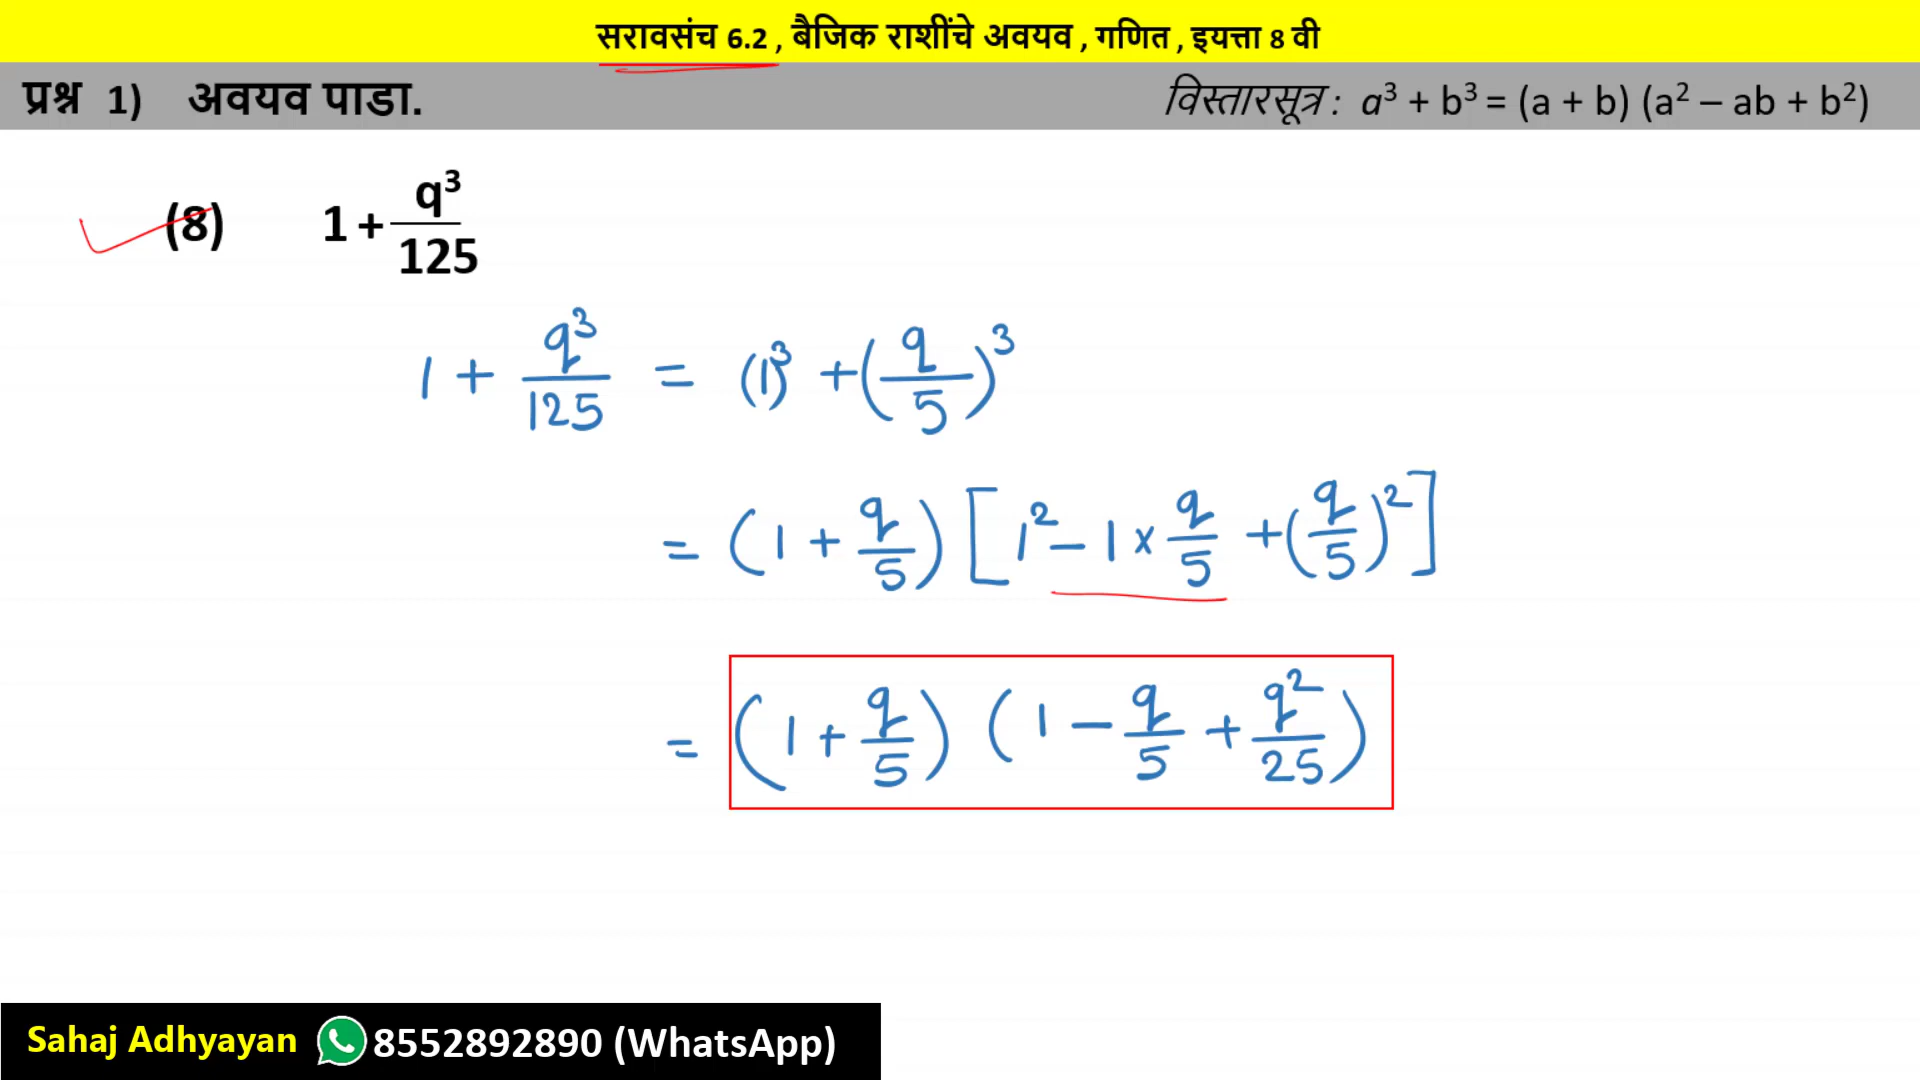 सरावसंच 6.2 , बैजिक राशींचे अवयव , गणित , इयत्ता 8 वी
प्रश्न 1) अवयव पाडा. विस्तारसूत्र : a³ + b³ = (a + b) (a² – ab + b²)
(8) 1 + q³/125
1 + q³/125 = (1)³ + (q/5)³
= (1 + q/5) [1² – 1 × q/5 + (q/5)²]
= (1 + q/5) (1 – q/5 + q²/25)
Sahaj Adhyayan 8552892890 (WhatsApp)